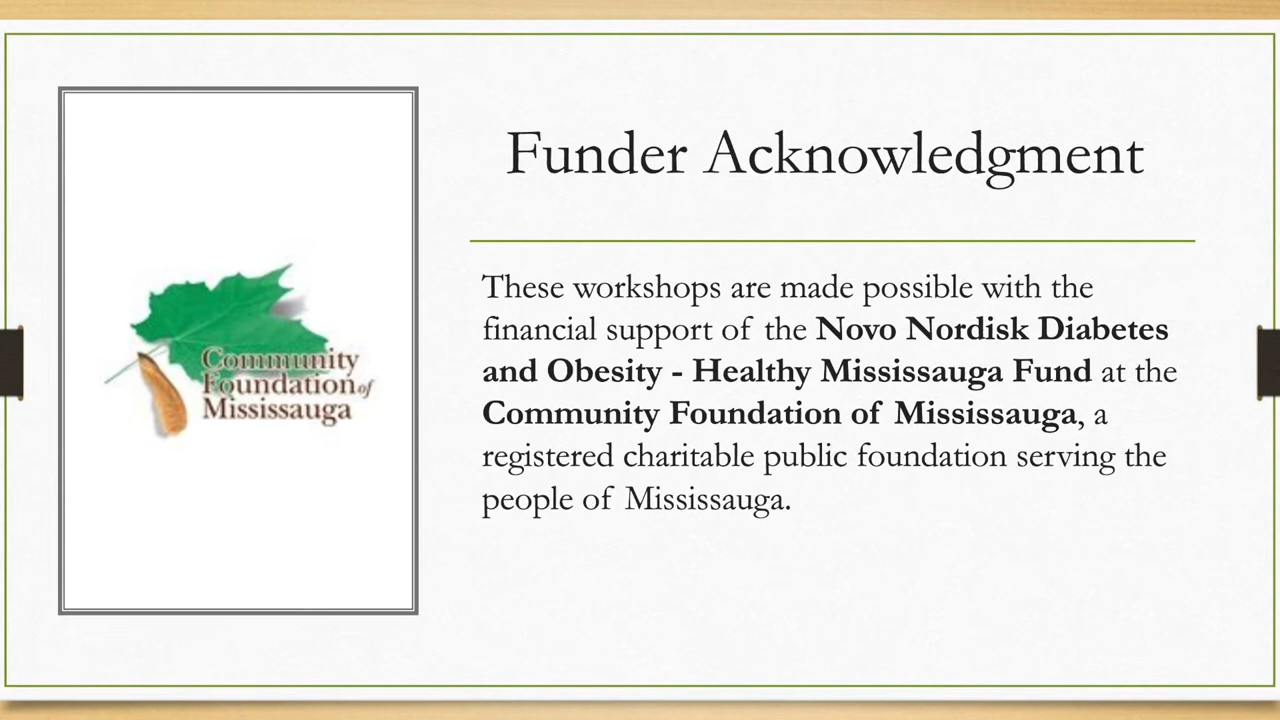 Funder Acknowledgment
Community
Foundation of
Mississauga
These workshops are made possible with the
financial support of the Novo Nordisk Diabetes
and Obesity - Healthy Mississauga Fund at the
Community Foundation of Mississauga, a
registered charitable public foundation serving the
people of Mississauga.